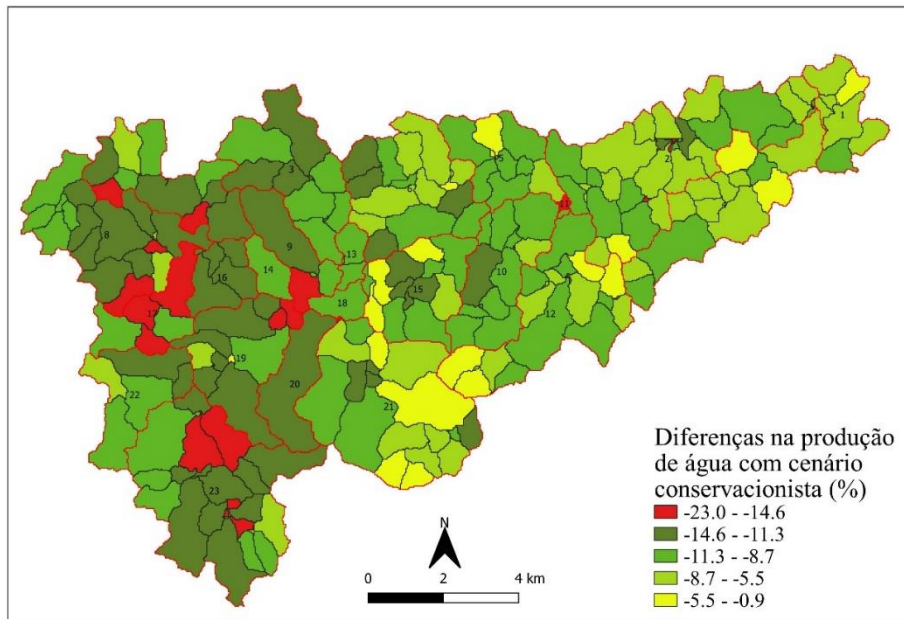 1
2
3
6
5
8
9
11
13
10
16
14
15
18
12
17
19
20
22
21
23
Diferenças na produção
de água com cenário
conservacionista (%)
-23.0 - -14.6
-14.6 - -11.3
-11.3 - -8.7
-8.7 - -5.5
-5.5 - -0.9
N
0 2 4 km